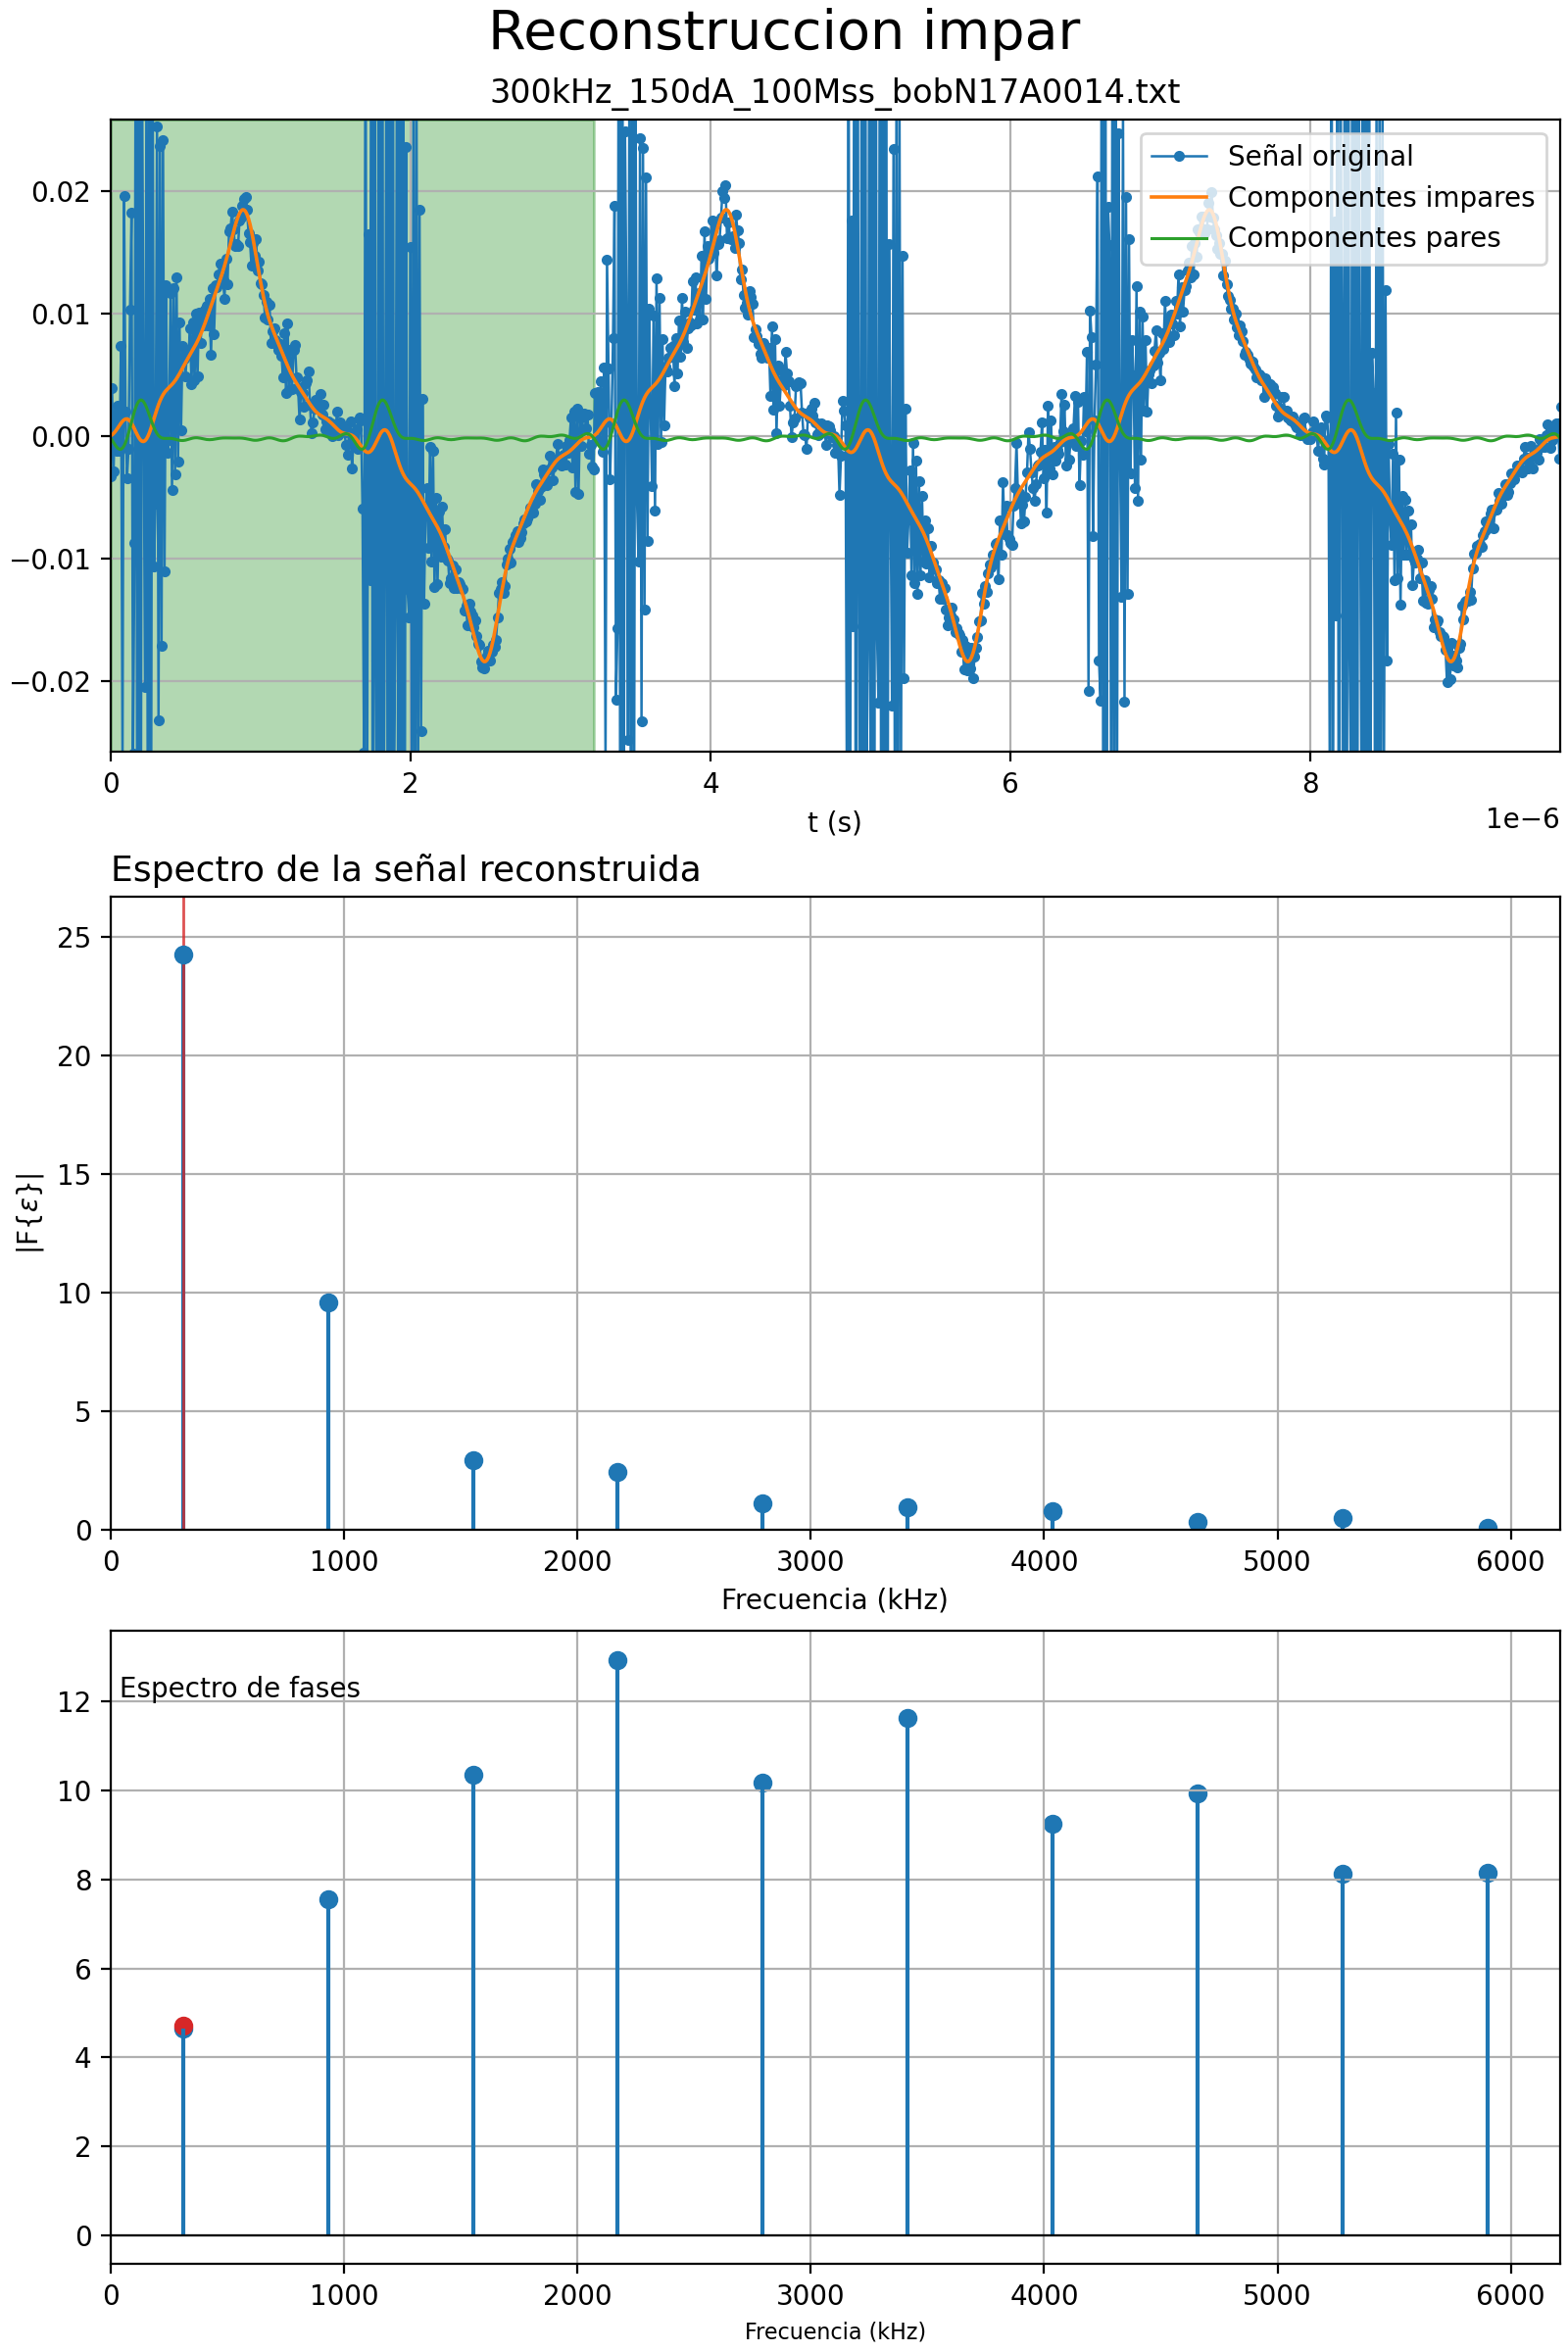 Reconstruccion impar
300kHz_150dA_100Mss_bobN17A0014.txt
Señal original
Componentes impares
Componentes pares
0.02
0.01
0.00
−0.01
−0.02
0 2 4 6 8
1e−6
t (s)
Espectro de la señal reconstruida
25
20
15
10
5
0
|F{ε}|
0 1000 2000 3000 4000 5000 6000
Frecuencia (kHz)
Espectro de fases
12
10
8
6
4
2
0
0 1000 2000 3000 4000 5000 6000
Frecuencia (kHz)